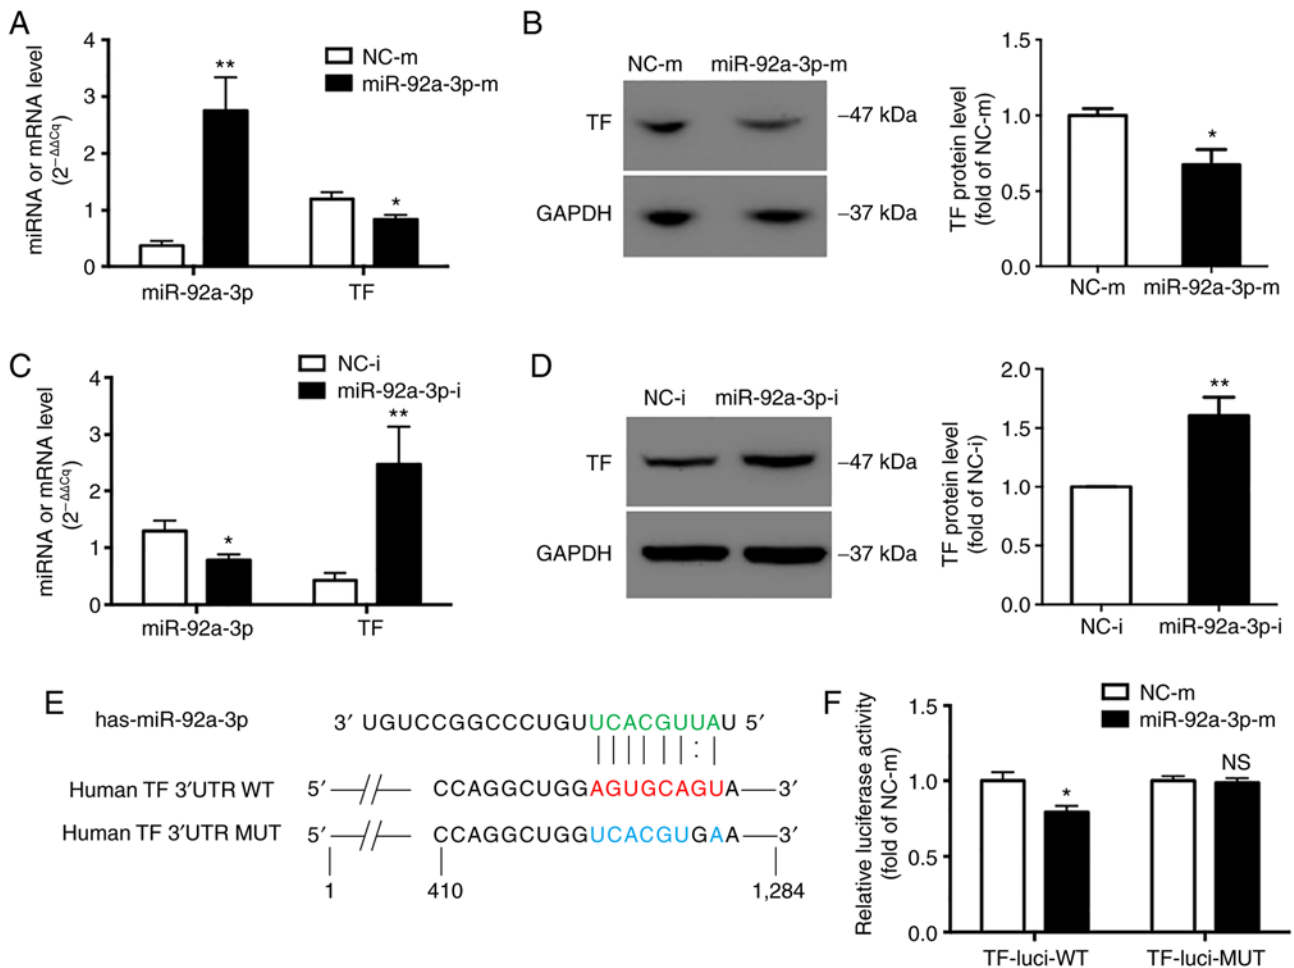 A
miRNA or mRNA level
(2−ΔΔCq)
4
3
2
1
0
NC-m
miR-92a-3p-m
**
*
miR-92a-3p
TF
B
NC-m
miR-92a-3p-m
TF
–47 kDa
GAPDH
–37 kDa
TF protein level
(fold of NC-m)
1.5
1.0
0.5
0.0
*
NC-m
miR-92a-3p-m
C
miRNA or mRNA level
(2−ΔΔCq)
4
3
2
1
0
NC-i
miR-92a-3p-i
*
**
miR-92a-3p
TF
D
NC-i
miR-92a-3p-i
TF
–47 kDa
GAPDH
–37 kDa
TF protein level
(fold of NC-i)
2.0
1.5
1.0
0.5
0.0
**
NC-i
miR-92a-3p-i
E
has-miR-92a-3p
3′ UGUCCGGCCCUGUUCACGUUAU 5′
Human TF 3′UTR WT 5′ CCAGGCUGGAGUGCAGUA 3′
Human TF 3′UTR MUT 5′ CCAGGCUGGUCACGUGAA 3′
1
410
1,284
F
Relative luciferase activity
(fold of NC-m)
1.5
1.0
0.5
0.0
NC-m
miR-92a-3p-m
*
NS
TF-luci-WT
TF-luci-MUT